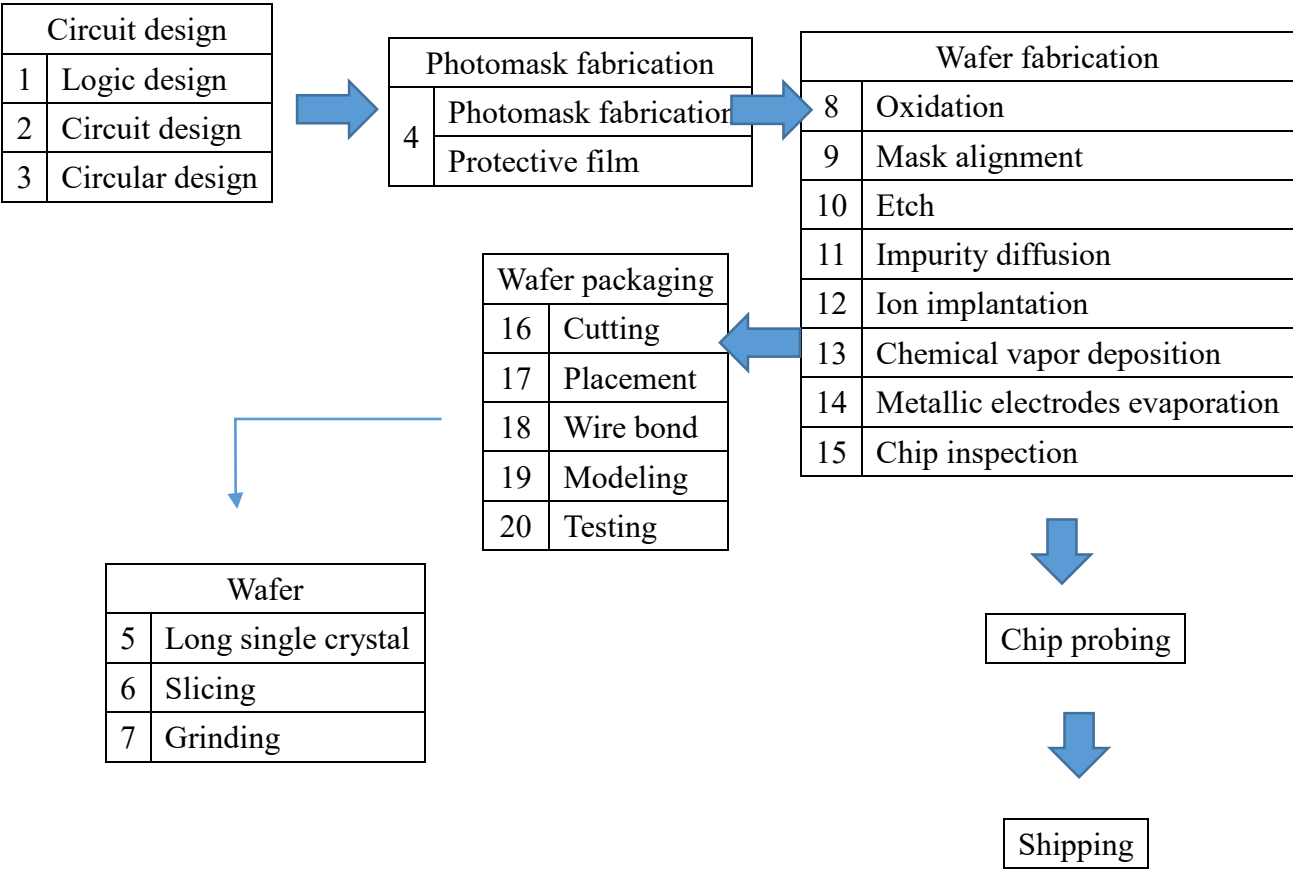 Circuit design
1 Logic design
2 Circuit design
3 Circular design
Photomask fabrication
4 Photomask fabrication
Protective film
Wafer fabrication
8 Oxidation
9 Mask alignment
10 Etch
11 Impurity diffusion
12 Ion implantation
13 Chemical vapor deposition
14 Metallic electrodes evaporation
15 Chip inspection
Wafer packaging
16 Cutting
17 Placement
18 Wire bond
19 Modeling
20 Testing
Wafer
5 Long single crystal
6 Slicing
7 Grinding
Chip probing
Shipping